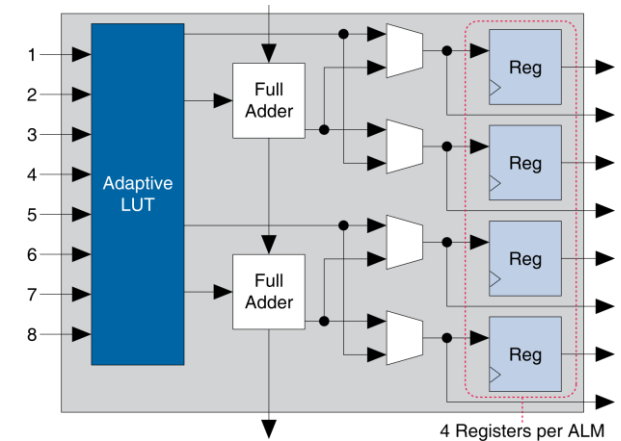 1
2
3
4
5
6
7
8
Adaptive
LUT
Full
Adder
Full
Adder
Reg
Reg
Reg
Reg
4 Registers per ALM